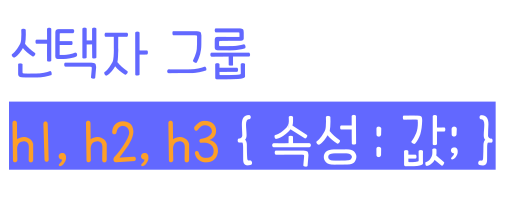 선택자 그룹
h1, h2, h3 { 속성 : 값; }